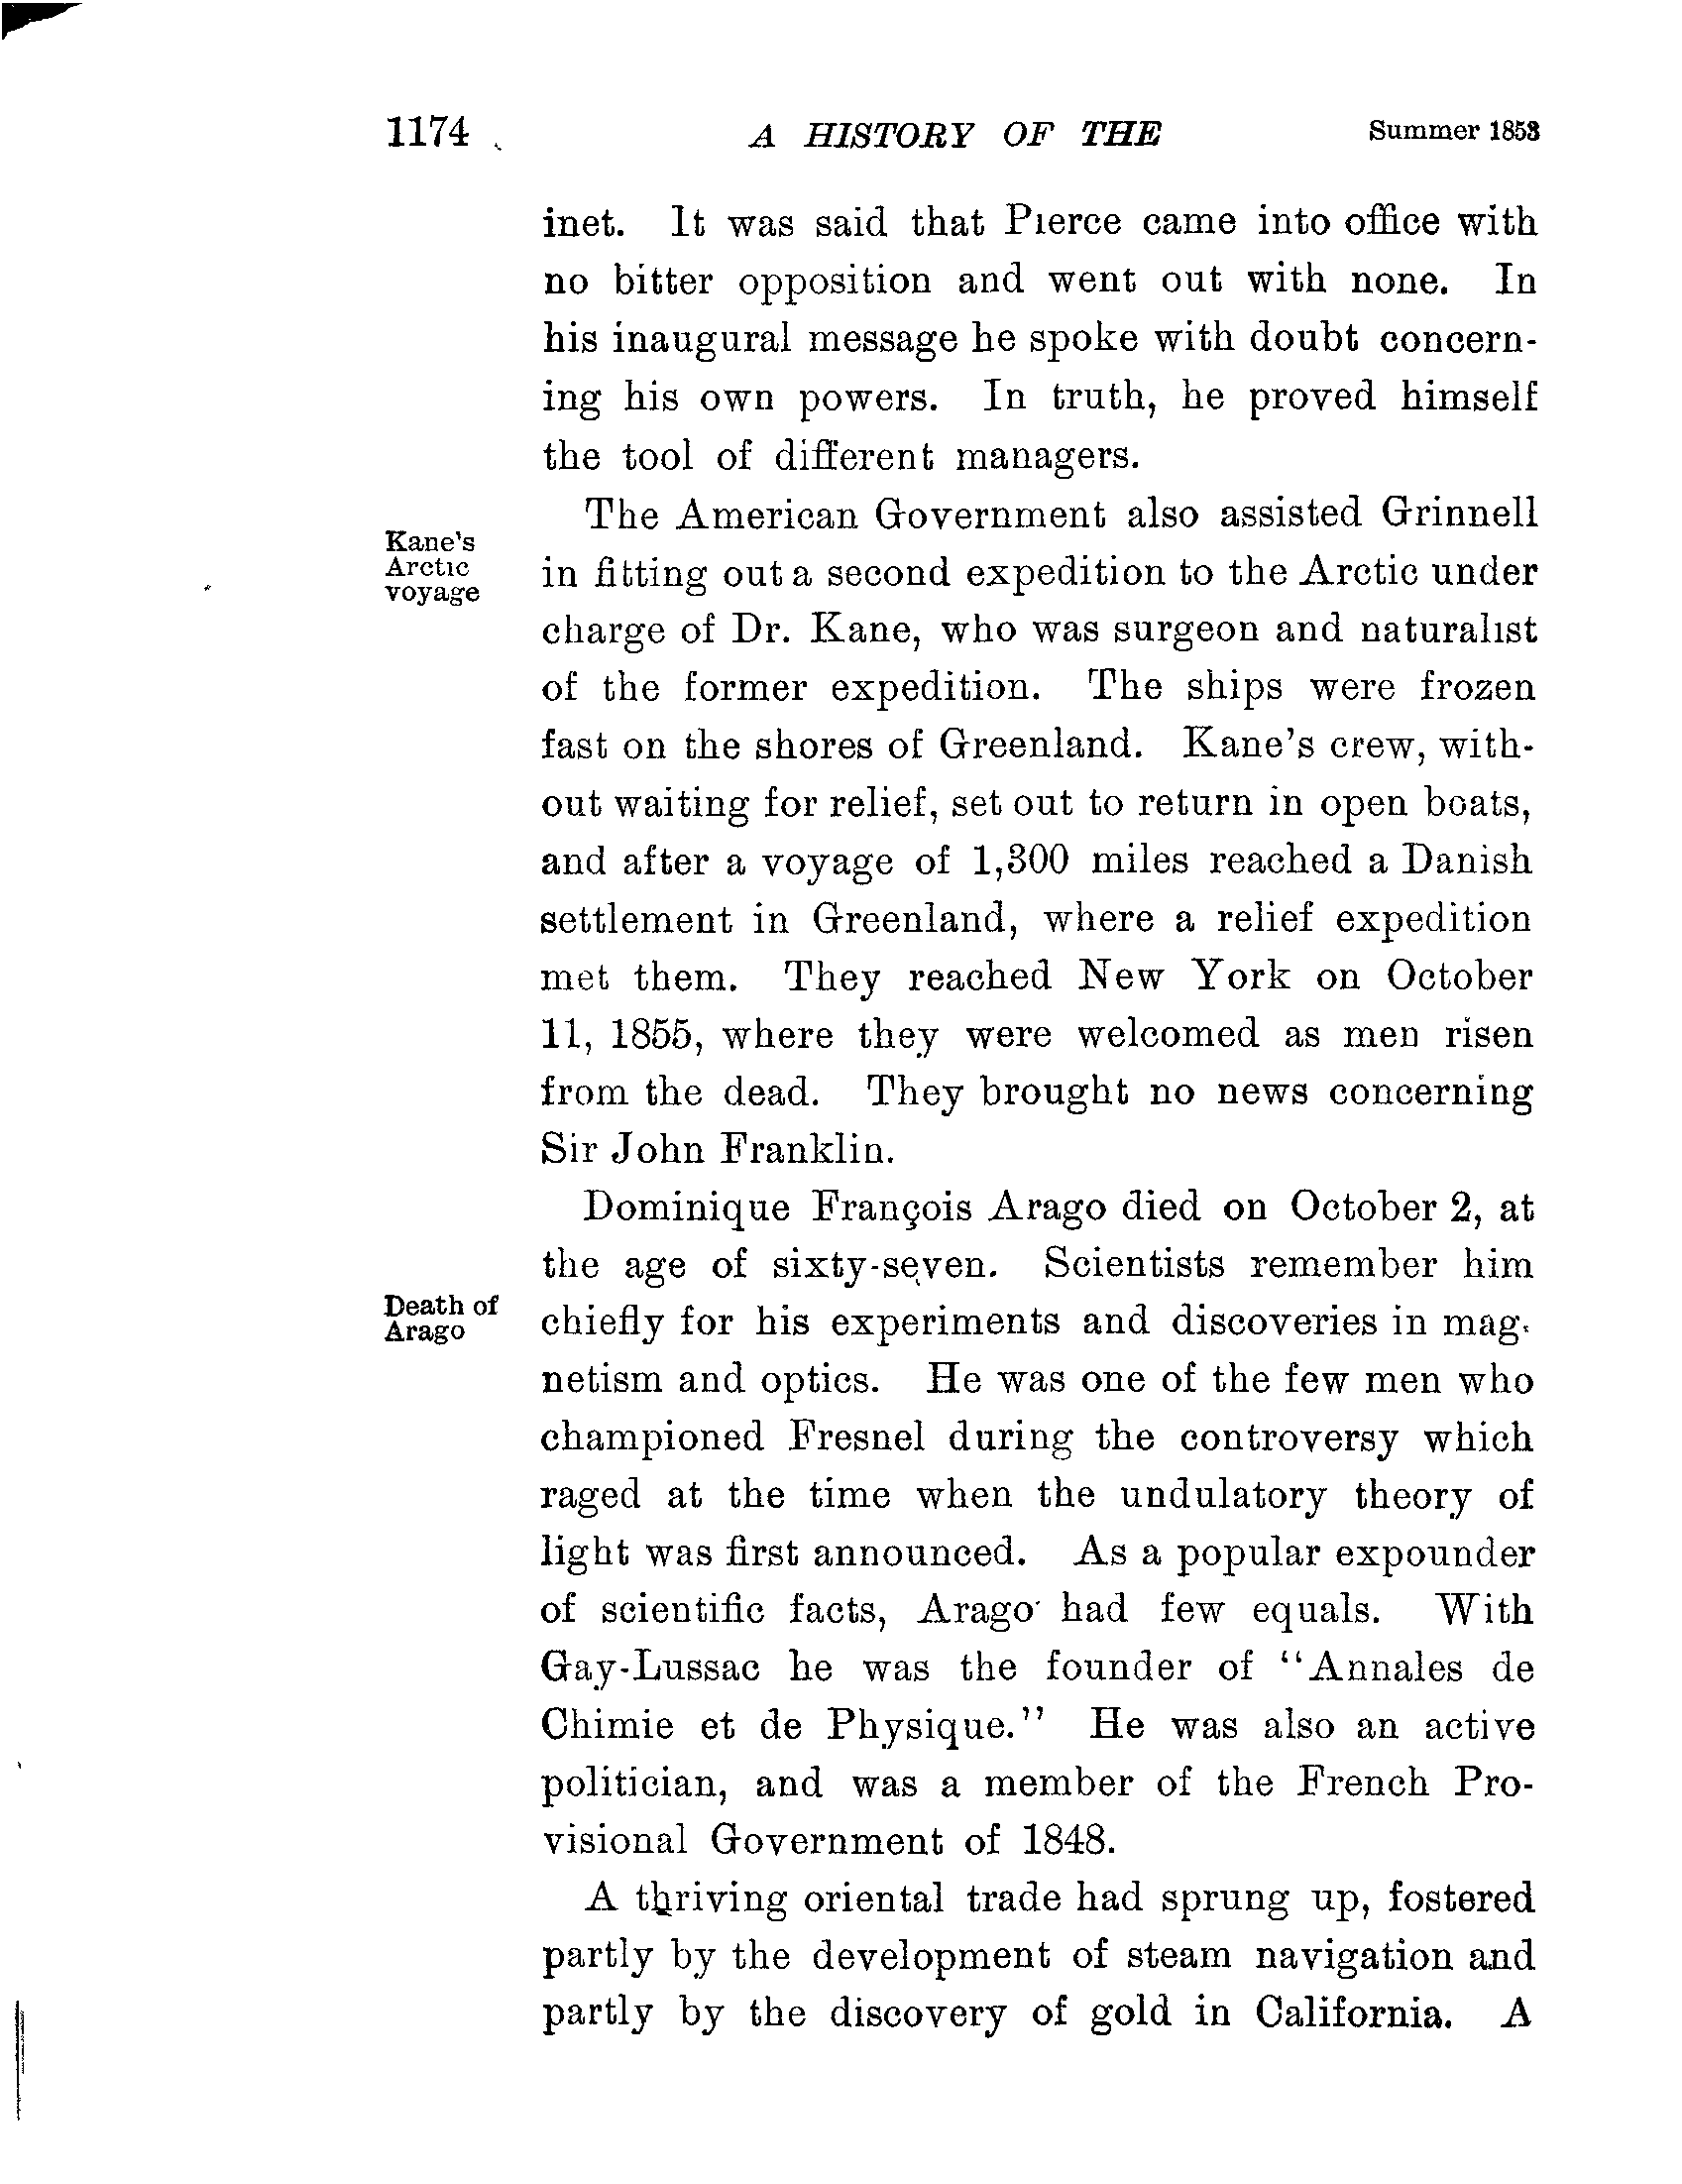 1174 A HISTORY OF THE Summer 1853
inet. It was said that Pierce came into office with
no bitter opposition and went out with none. In
his inaugural message he spoke with doubt concern-
ing his own powers. In truth, he proved himself
the tool of different managers.
Kane's
Arctic
voyage
The American Government also assisted Grinnell
in fitting out a second expedition to the Arctic under
charge of Dr. Kane, who was surgeon and naturalist
of the former expedition. The ships were frozen
fast on the shores of Greenland. Kane's crew, with-
out waiting for relief, set out to return in open boats,
and after a voyage of 1,300 miles reached a Danish
settlement in Greenland, where a relief expedition
met them. They reached New York on October
11, 1855, where they were welcomed as men risen
from the dead. They brought no news concerning
Sir John Franklin.
Dominique François Arago died on October 2, at
the age of sixty-seven. Scientists remember him
Death of
Arago
chiefly for his experiments and discoveries in mag-
netism and optics. He was one of the few men who
championed Fresnel during the controversy which
raged at the time when the undulatory theory of
light was first announced. As a popular expounder
of scientific facts, Arago had few equals. With
Gay-Lussac he was the founder of "Annales de
Chimie et de Physique." He was also an active
politician, and was a member of the French Pro-
visional Government of 1848.
A thriving oriental trade had sprung up, fostered
partly by the development of steam navigation and
partly by the discovery of gold in California. A